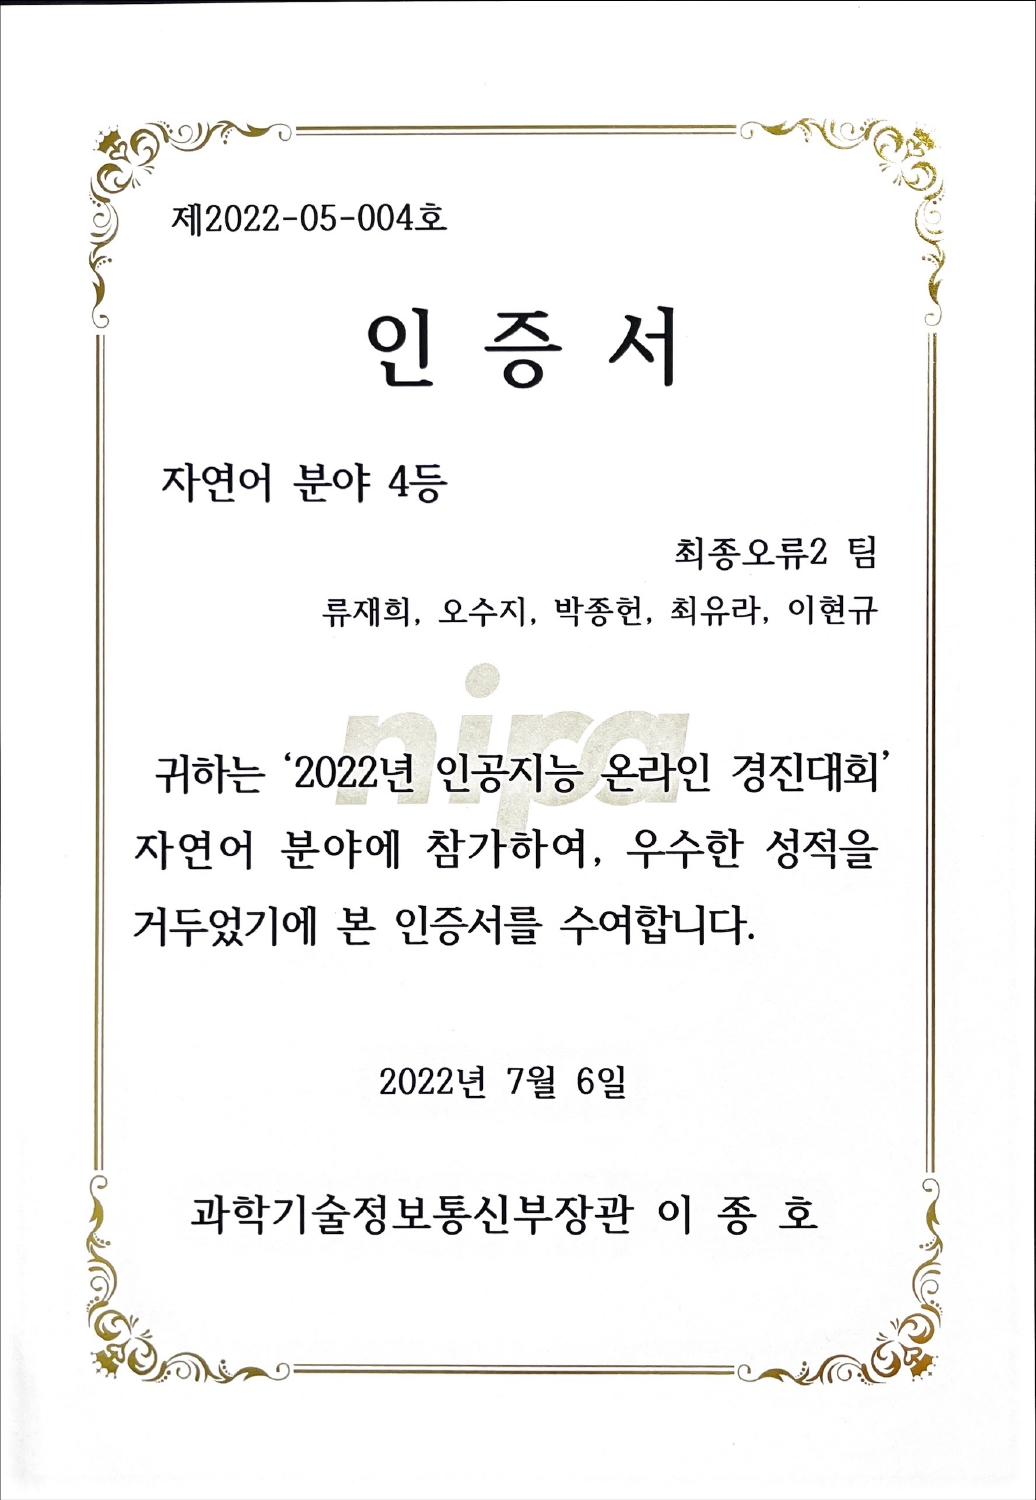 제2022-05-004호
인 증 서
자연어 분야 4등
최종오류2 팀
류재희, 오수지, 박종헌, 최유라, 이현규
nipa
귀하는 ‘2022년 인공지능 온라인 경진대회’
자연어 분야에 참가하여, 우수한 성적을
거두었기에 본 인증서를 수여합니다.
2022년 7월 6일
과학기술정보통신부장관 이 종 호